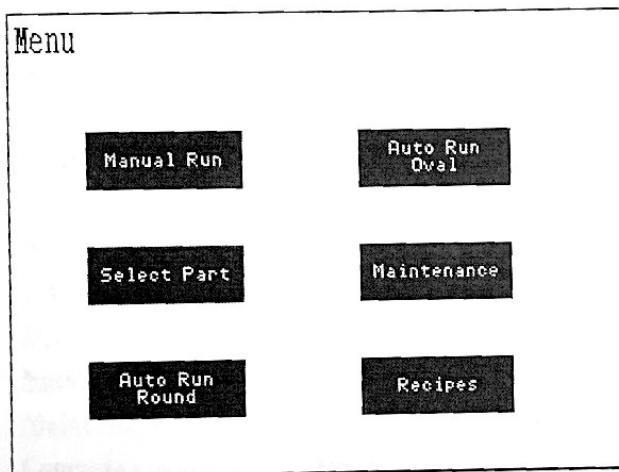 Menu
Manual Run
Auto Run
Oval
Select Part
Maintenance
Auto Run
Round
Recipes